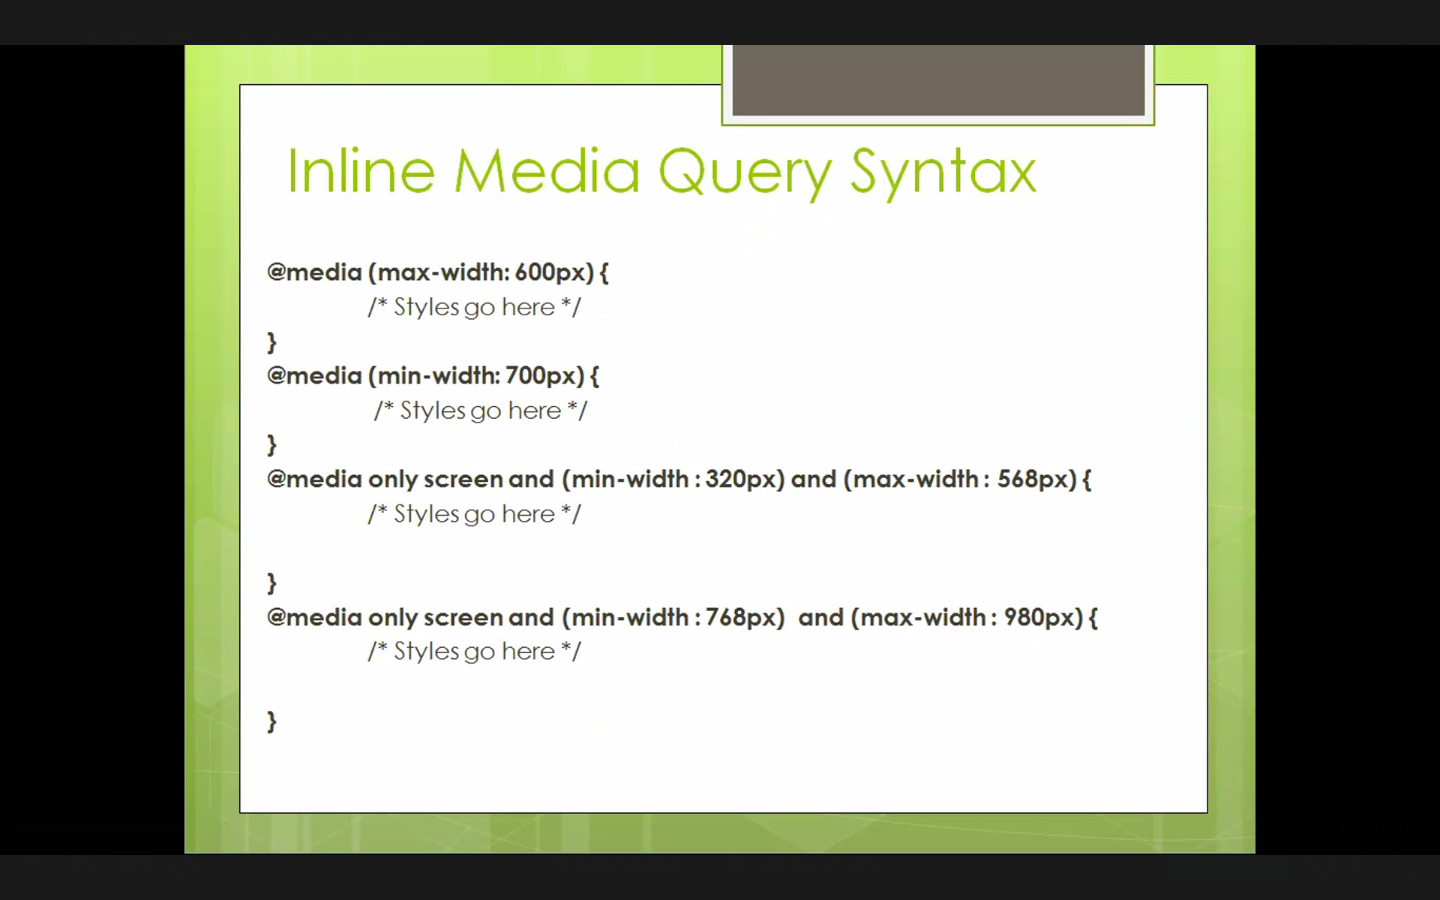 Inline Media Query Syntax
@media (max-width: 600px) {
/* Styles go here */
}
@media (min-width: 700px) {
/* Styles go here */
}
@media only screen and (min-width : 320px) and (max-width : 568px) {
/* Styles go here */
}
@media only screen and (min-width : 768px)  and (max-width : 980px) {
/* Styles go here */
}